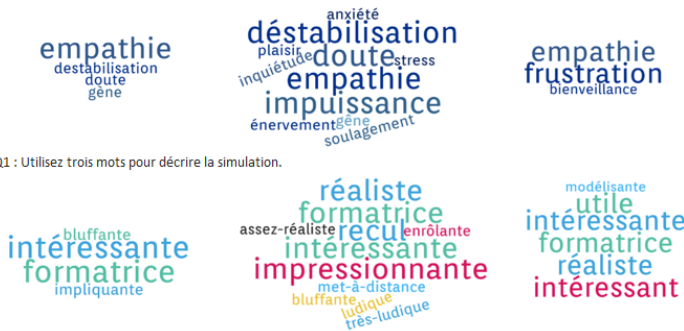 empathie
destabilisation
doute
gène
anxiété
déstabilisation
plaisir
doute
stress
inquiétude
empathie
impuissance
énervement
gêne
soulagement
empathie
frustration
bienveillance
Q1 : Utilisez trois mots pour décrire la simulation.
bluffante
intéressante
formatrice
impliquante
réaliste
formatrice
assez-réaliste
recul
enrôlante
intéressante
impressionnante
met-à-distance
bluffante
ludique
très-ludique
modélisante
utile
intéressante
formatrice
réaliste
intéressant